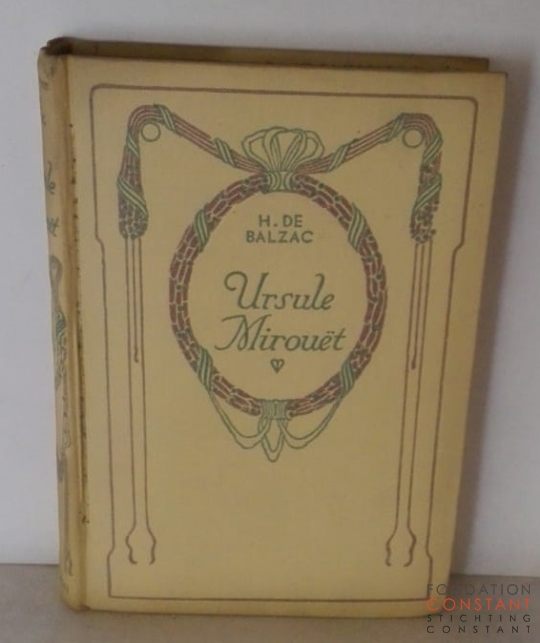 H. DE
BALZAC
Ursule
Mirouët
FONDATION
CONSTANT
STICHTING
CONSTANT